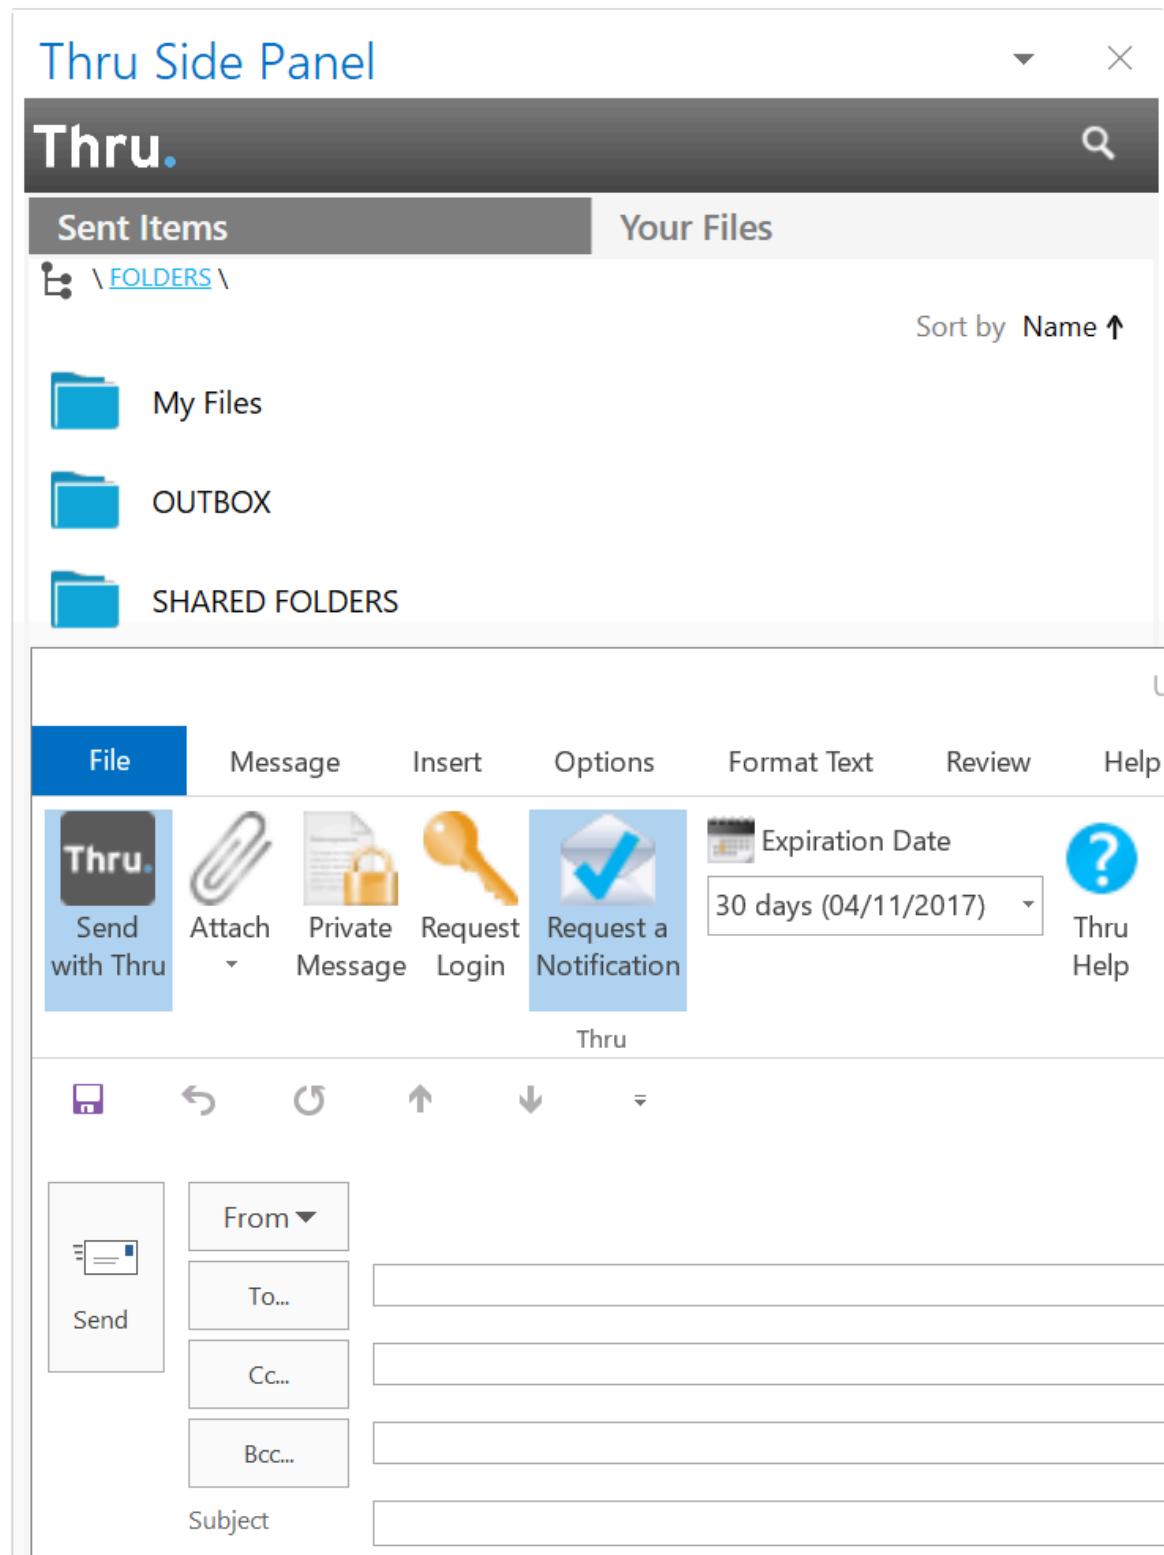 Thru Side Panel
Thru.
Sent Items
Your Files
\ FOLDERS \
Sort by Name
My Files
OUTBOX
SHARED FOLDERS
File Message Insert Options Format Text Review Help
Thru.
Send with Thru
Attach
Private Message
Request Login
Request a Notification
Expiration Date
30 days (04/11/2017)
Thru Help
Thru
Send
From
To...
Cc...
Bcc...
Subject